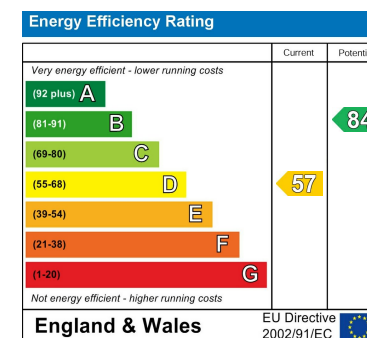 Energy Efficiency Rating
Current Potenti
Very energy efficient - lower running costs
(92 plus) A
(81-91) B 84
(69-80) C
(55-68) D 57
(39-54) E
(21-38) F
(1-20) G
Not energy efficient - higher running costs
England & Wales
EU Directive
2002/91/EC